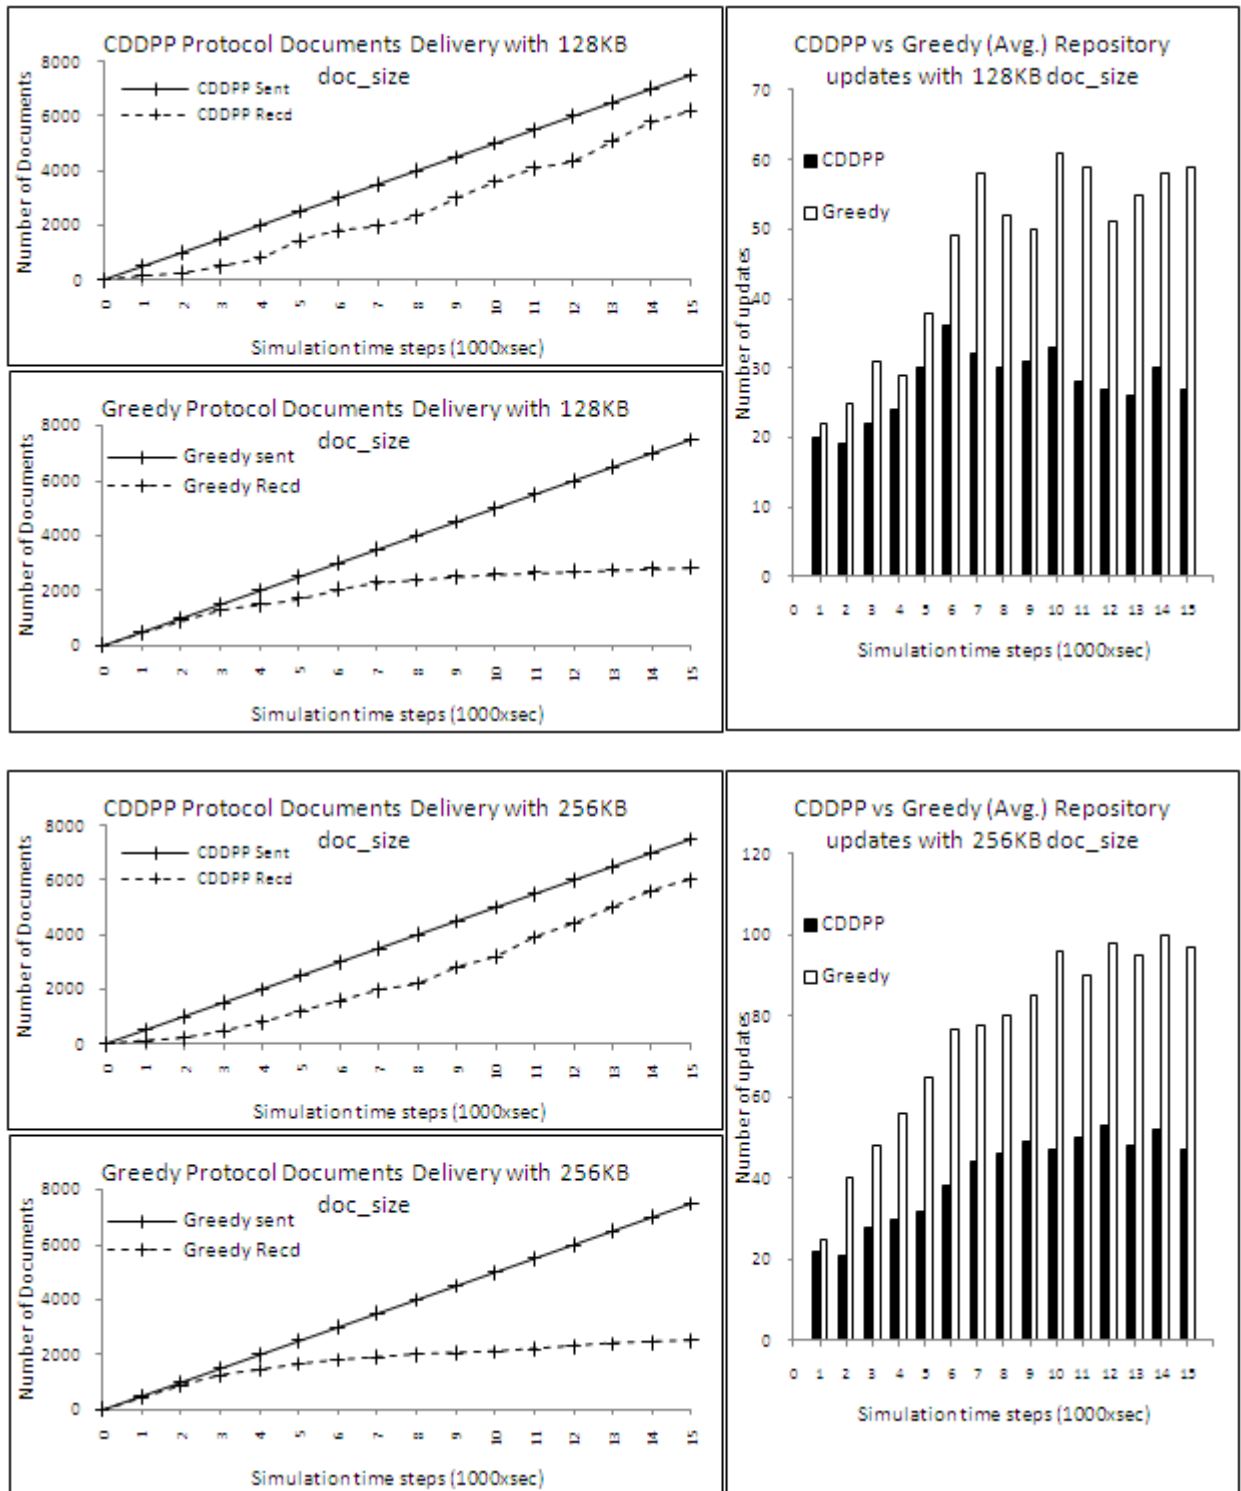 CDDPP Protocol Documents Delivery with 128KB
doc_size
CDDPP Sent
CDDPP Recd
Number of Documents
8000
6000
4000
2000
0
0 1 2 3 4 5 6 7 8 9 10 11 12 13 14 15
Simulation time steps (1000xsec)
Greedy Protocol Documents Delivery with 128KB
doc_size
Greedy sent
Greedy Recd
Number of Documents
8000
6000
4000
2000
0
0 1 2 3 4 5 6 7 8 9 10 11 12 13 14 15
Simulation time steps (1000xsec)
CDDPP vs Greedy (Avg.) Repository
updates with 128KB doc_size
CDDPP
Greedy
Number of updates
70
60
50
40
30
20
10
0
0 1 2 3 4 5 6 7 8 9 10 11 12 13 14 15
Simulation time steps (1000xsec)
CDDPP Protocol Documents Delivery with 256KB
doc_size
CDDPP Sent
CDDPP Recd
Number of Documents
8000
6000
4000
2000
0
0 1 2 3 4 5 6 7 8 9 10 11 12 13 14 15
Simulation time steps (1000xsec)
Greedy Protocol Documents Delivery with 256KB
doc_size
Greedy sent
Greedy Recd
Number of Documents
8000
6000
4000
2000
0
0 1 2 3 4 5 6 7 8 9 10 11 12 13 14 15
Simulation time steps (1000xsec)
CDDPP vs Greedy (Avg.) Repository
updates with 256KB doc_size
CDDPP
Greedy
Number of updates
120
100
80
60
40
20
0
0 1 2 3 4 5 6 7 8 9 10 11 12 13 14 15
Simulation time steps (1000xsec)